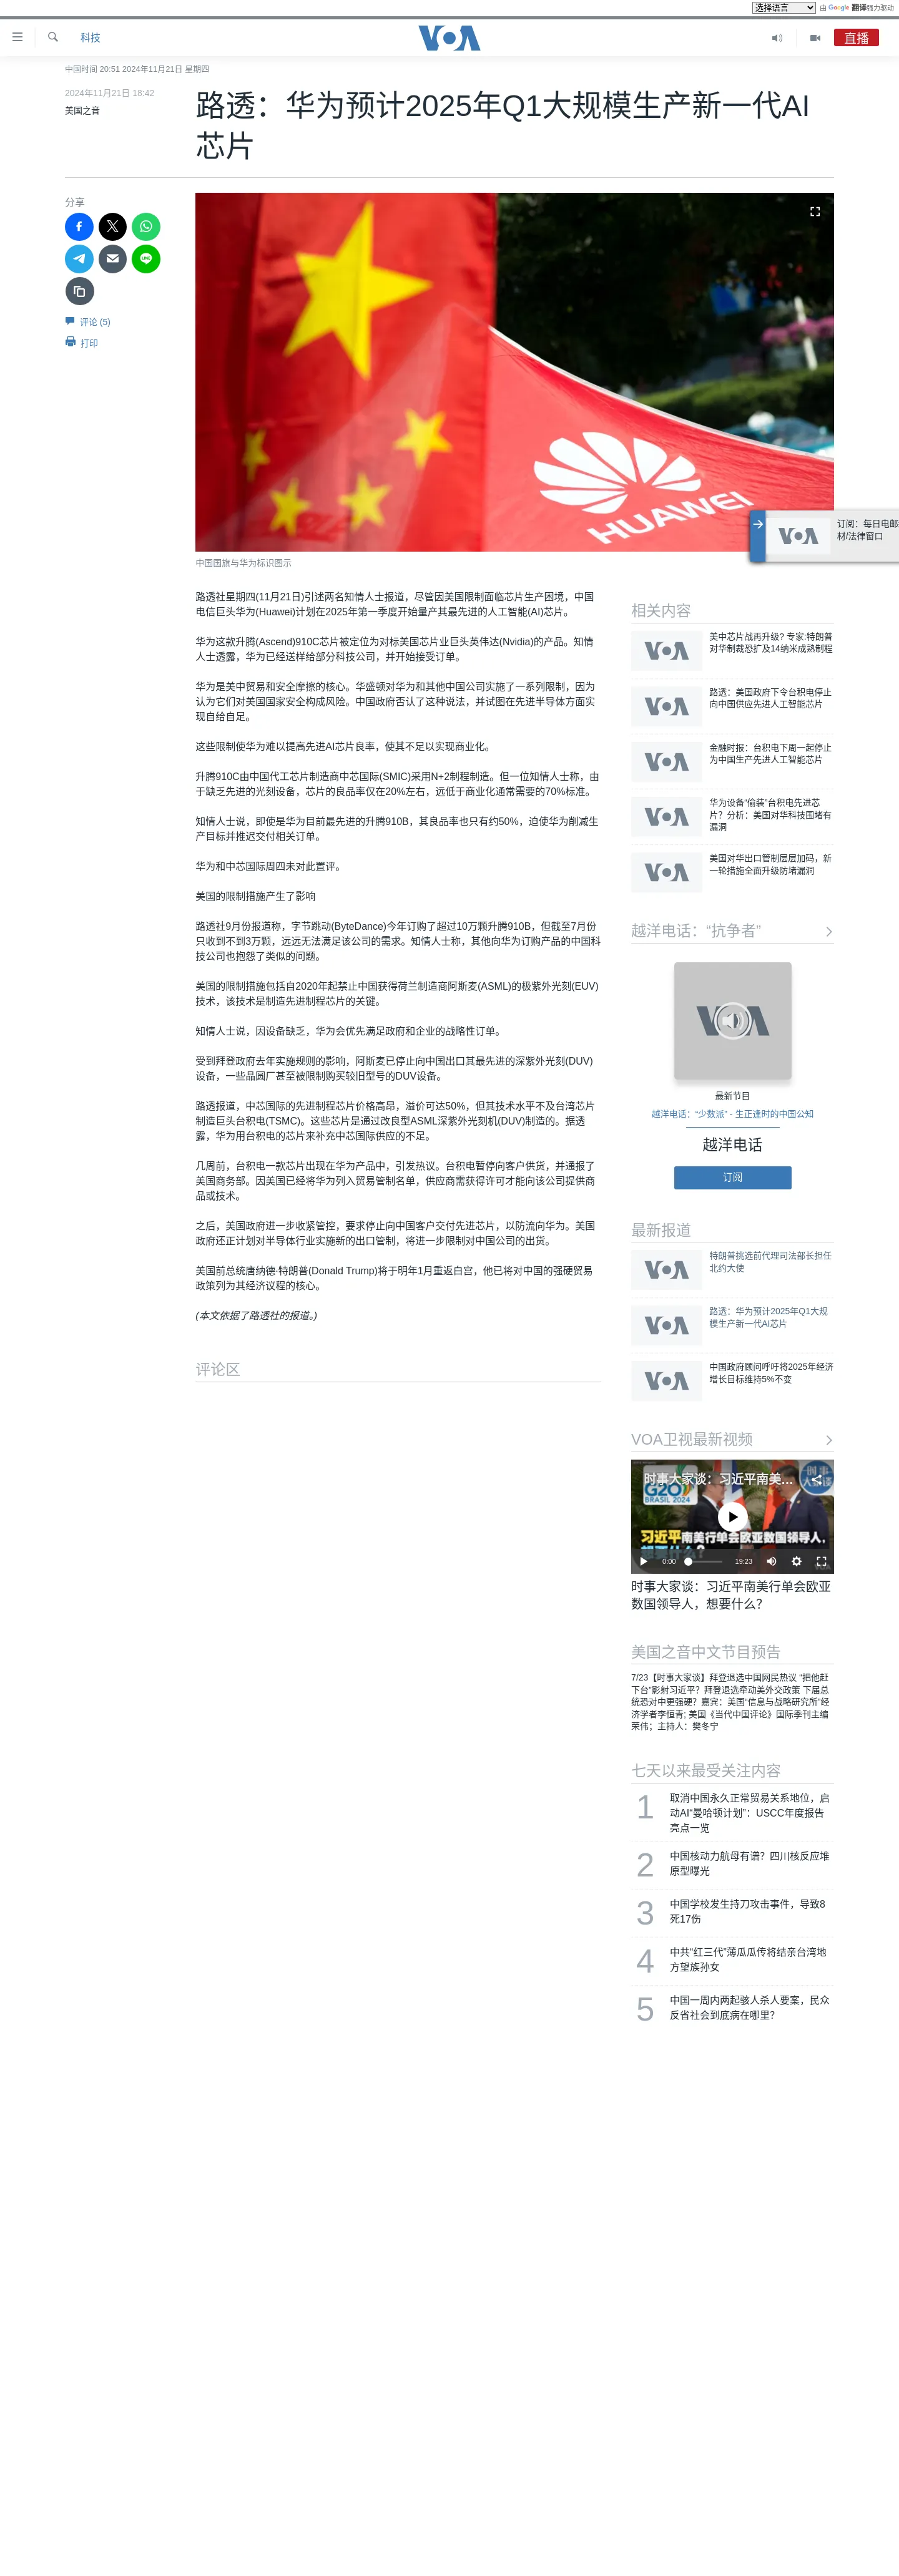 选择语言
由 Google 翻译强力驱动
科技
VOA
直播
中国时间 20:51 2024年11月21日 星期四
2024年11月21日 18:42
美国之音
路透：华为预计2025年Q1大规模生产新一代AI
芯片
分享
评论 (5)
打印
HUAWEI
中国国旗与华为标识图示
VOA
订阅：每日电邮
材/法律窗口
路透社星期四(11月21日)引述两名知情人士报道，尽管因美国限制面临芯片生产困境，中国
电信巨头华为(Huawei)计划在2025年第一季度开始量产其最先进的人工智能(AI)芯片。
华为这款升腾(Ascend)910C芯片被定位为对标美国芯片业巨头英伟达(Nvidia)的产品。知情
人士透露，华为已经送样给部分科技公司，并开始接受订单。
华为是美中贸易和安全摩擦的核心。华盛顿对华为和其他中国公司实施了一系列限制，因为
认为它们对美国国家安全构成风险。中国政府否认了这种说法，并试图在先进半导体方面实
现自给自足。
这些限制使华为难以提高先进AI芯片良率，使其不足以实现商业化。
升腾910C由中国代工芯片制造商中芯国际(SMIC)采用N+2制程制造。但一位知情人士称，由
于缺乏先进的光刻设备，芯片的良品率仅在20%左右，远低于商业化通常需要的70%标准。
知情人士说，即使是华为目前最先进的升腾910B，其良品率也只有约50%，迫使华为削减生
产目标并推迟交付相关订单。
华为和中芯国际周四未对此置评。
美国的限制措施产生了影响
路透社9月份报道称，字节跳动(ByteDance)今年订购了超过10万颗升腾910B，但截至7月份
只收到不到3万颗，远远无法满足该公司的需求。知情人士称，其他向华为订购产品的中国科
技公司也抱怨了类似的问题。
美国的限制措施包括自2020年起禁止中国获得荷兰制造商阿斯麦(ASML)的极紫外光刻(EUV)
技术，该技术是制造先进制程芯片的关键。
知情人士说，因设备缺乏，华为会优先满足政府和企业的战略性订单。
受到拜登政府去年实施规则的影响，阿斯麦已停止向中国出口其最先进的深紫外光刻(DUV)
设备，一些晶圆厂甚至被限制购买较旧型号的DUV设备。
路透报道，中芯国际的先进制程芯片价格高昂，溢价可达50%，但其技术水平不及台湾芯片
制造巨头台积电(TSMC)。这些芯片是通过改良型ASML深紫外光刻机(DUV)制造的。据透
露，华为用台积电的芯片来补充中芯国际供应的不足。
几周前，台积电一款芯片出现在华为产品中，引发热议。台积电暂停向客户供货，并通报了
美国商务部。因美国已经将华为列入贸易管制名单，供应商需获得许可才能向该公司提供商
品或技术。
之后，美国政府进一步收紧管控，要求停止向中国客户交付先进芯片，以防流向华为。美国
政府还正计划对半导体行业实施新的出口管制，将进一步限制对中国公司的出货。
美国前总统唐纳德·特朗普(Donald Trump)将于明年1月重返白宫，他已将对中国的强硬贸易
政策列为其经济议程的核心。
(本文依据了路透社的报道。)
评论区
相关内容
VOA
美中芯片战再升级? 专家:特朗普
对华制裁恐扩及14纳米成熟制程
VOA
路透：美国政府下令台积电停止
向中国供应先进人工智能芯片
VOA
金融时报：台积电下周一起停止
为中国生产先进人工智能芯片
VOA
华为设备“偷装”台积电先进芯
片？分析：美国对华科技围堵有
漏洞
VOA
美国对华出口管制层层加码，新
一轮措施全面升级防堵漏洞
越洋电话：“抗争者”
VOA
最新节目
越洋电话：“少数派” - 生正逢时的中国公知
越洋电话
订阅
最新报道
VOA
特朗普挑选前代理司法部长担任
北约大使
VOA
路透：华为预计2025年Q1大规
模生产新一代AI芯片
VOA
中国政府顾问呼吁将2025年经济
增长目标维持5%不变
VOA卫视最新视频
时事大家谈：习近平南美…
G20
BRASIL 2024
习近平南美行单会欧亚数国领导人，
想要什么？
0:00
19:23
时事大家谈：习近平南美行单会欧亚
数国领导人，想要什么？
美国之音中文节目预告
7/23【时事大家谈】拜登退选中国网民热议 “把他赶
下台”影射习近平？拜登退选牵动美外交政策 下届总
统恐对中更强硬？嘉宾：美国“信息与战略研究所”经
济学者李恒青; 美国《当代中国评论》国际季刊主编
荣伟；主持人：樊冬宁
七天以来最受关注内容
1
取消中国永久正常贸易关系地位，启
动AI“曼哈顿计划”：USCC年度报告
亮点一览
2
中国核动力航母有谱？四川核反应堆
原型曝光
3
中国学校发生持刀攻击事件，导致8
死17伤
4
中共“红三代”薄瓜瓜传将结亲台湾地
方望族孙女
5
中国一周内两起骇人杀人要案，民众
反省社会到底病在哪里？